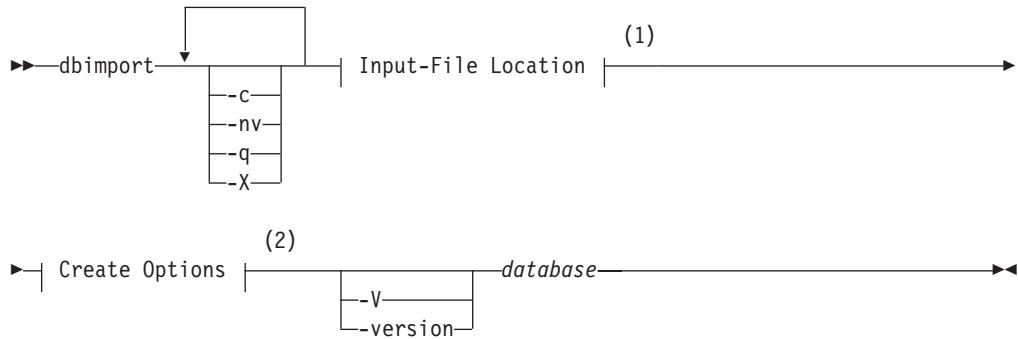 (1)
dbimport Input-File Location
-c
-nv
-q
-X
(2)
Create Options database
-V
-version